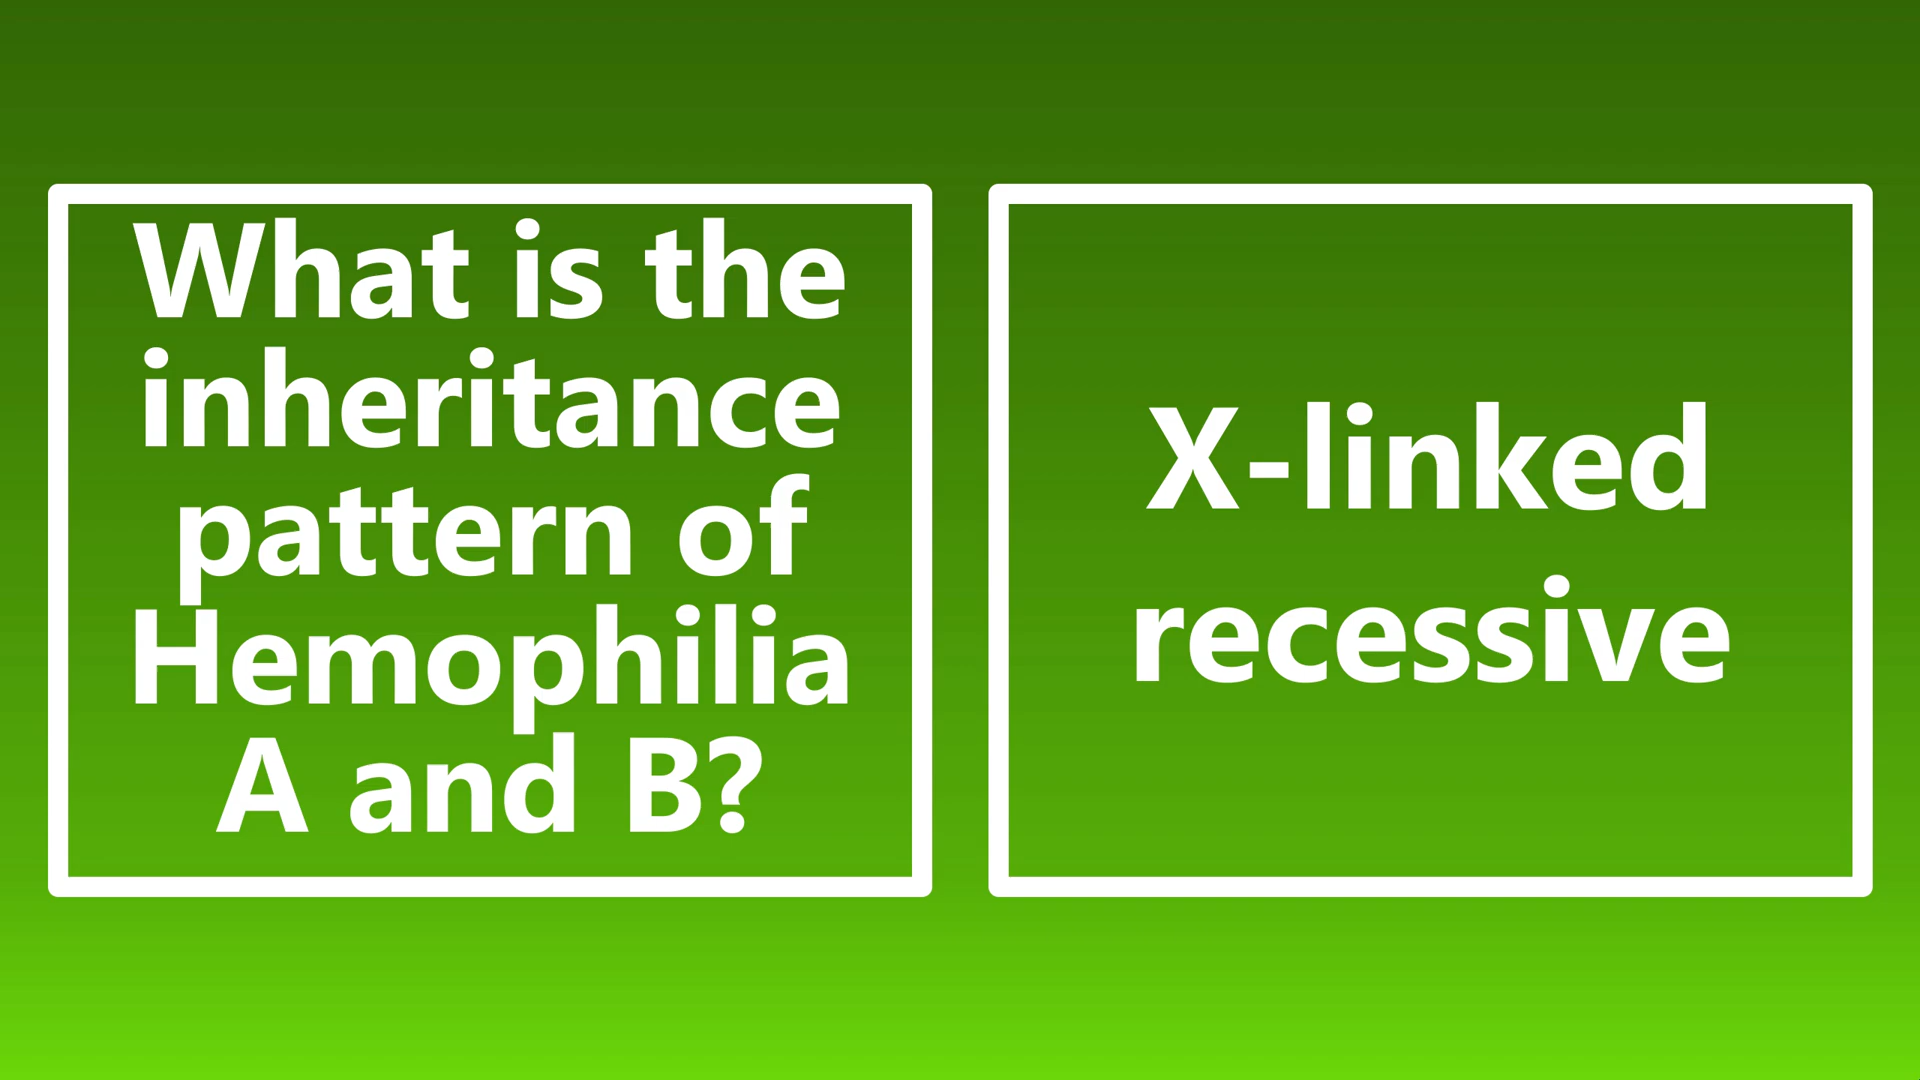 What is the
inheritance
pattern of
Hemophilia
A and B?
X-linked
recessive